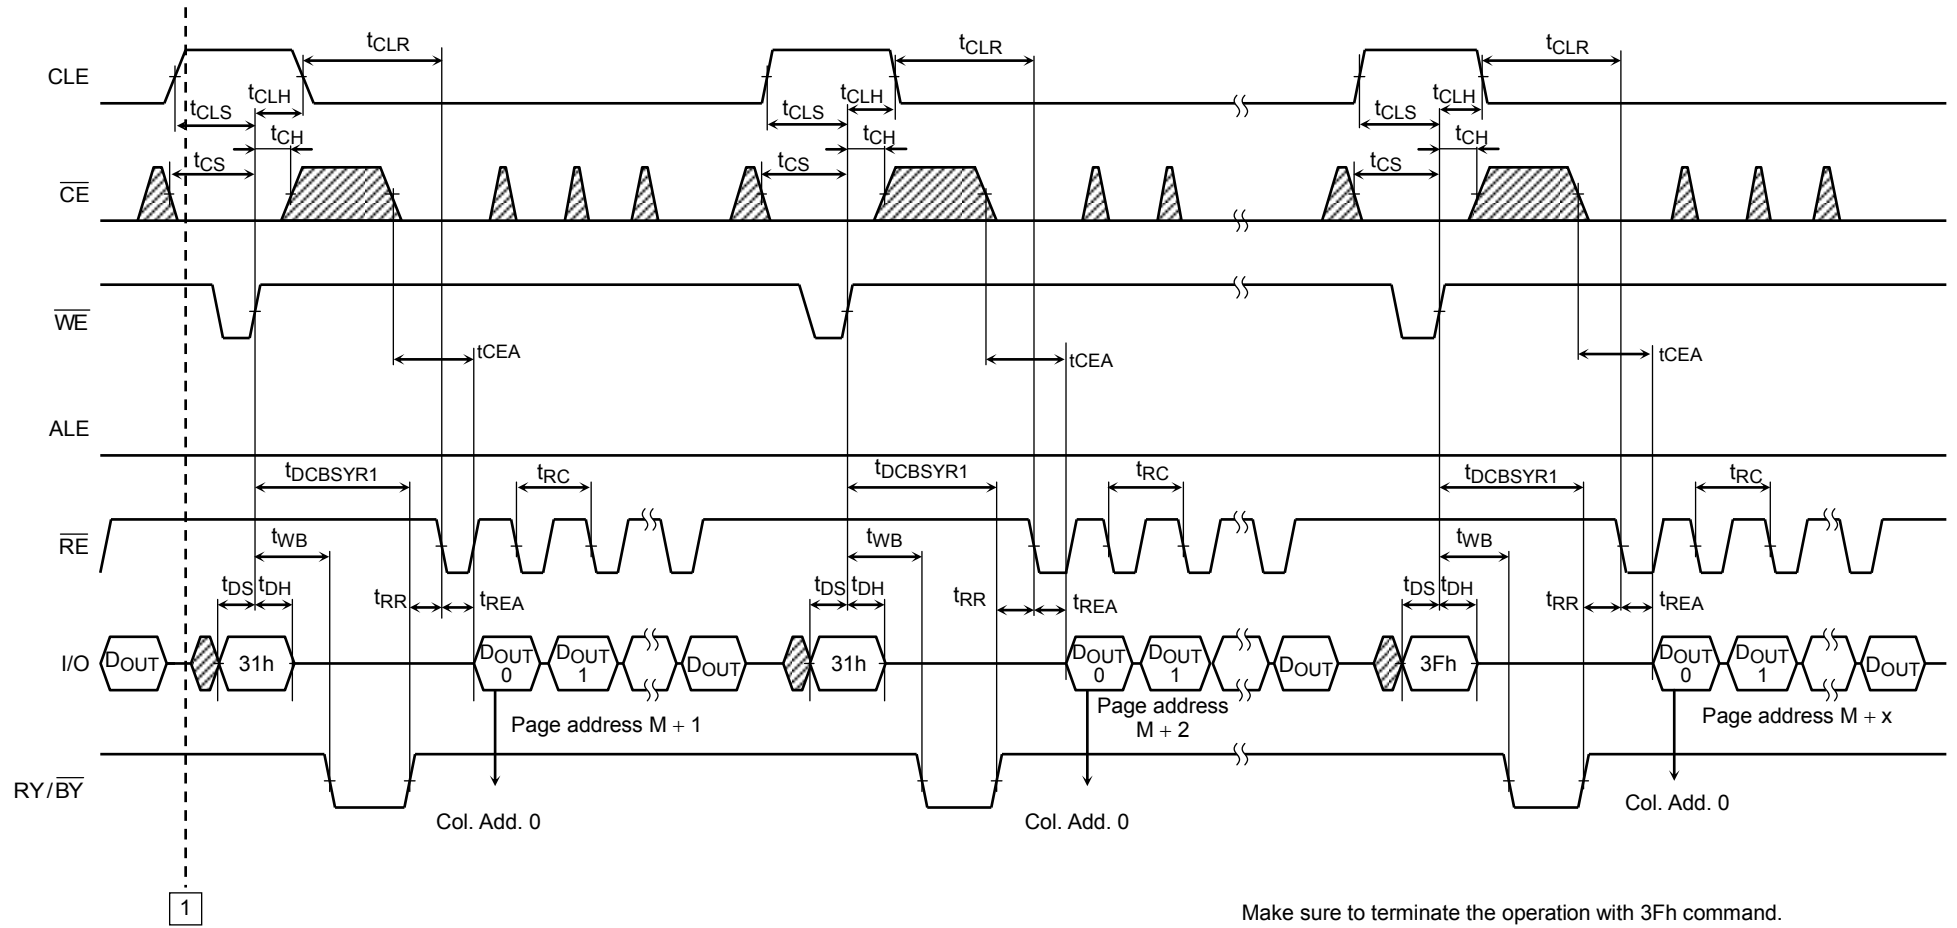 tCLR tCLR tCLR
CLE
tCLH tCLH tCLH
tCLS tCLS tCLS
tCH tCH tCH
tCS tCS tCS
CE
WE
tCEA tCEA tCEA
ALE
tDCBSYR1 tRC tDCBSYR1 tRC tDCBSYR1 tRC
RE
tWB tWB tWB
tDS tDH tDS tDH tDS tDH
tRR tREA tRR tREA tRR tREA
I/O DOUT 31h DOUT 0 DOUT 1 DOUT 31h DOUT 0 DOUT 1 DOUT 3Fh DOUT 0 DOUT 1 DOUT
Page address M + 1
Page address
M + 2
Page address M + x
RY/BY
Col. Add. 0 Col. Add. 0 Col. Add. 0
1
Make sure to terminate the operation with 3Fh command.